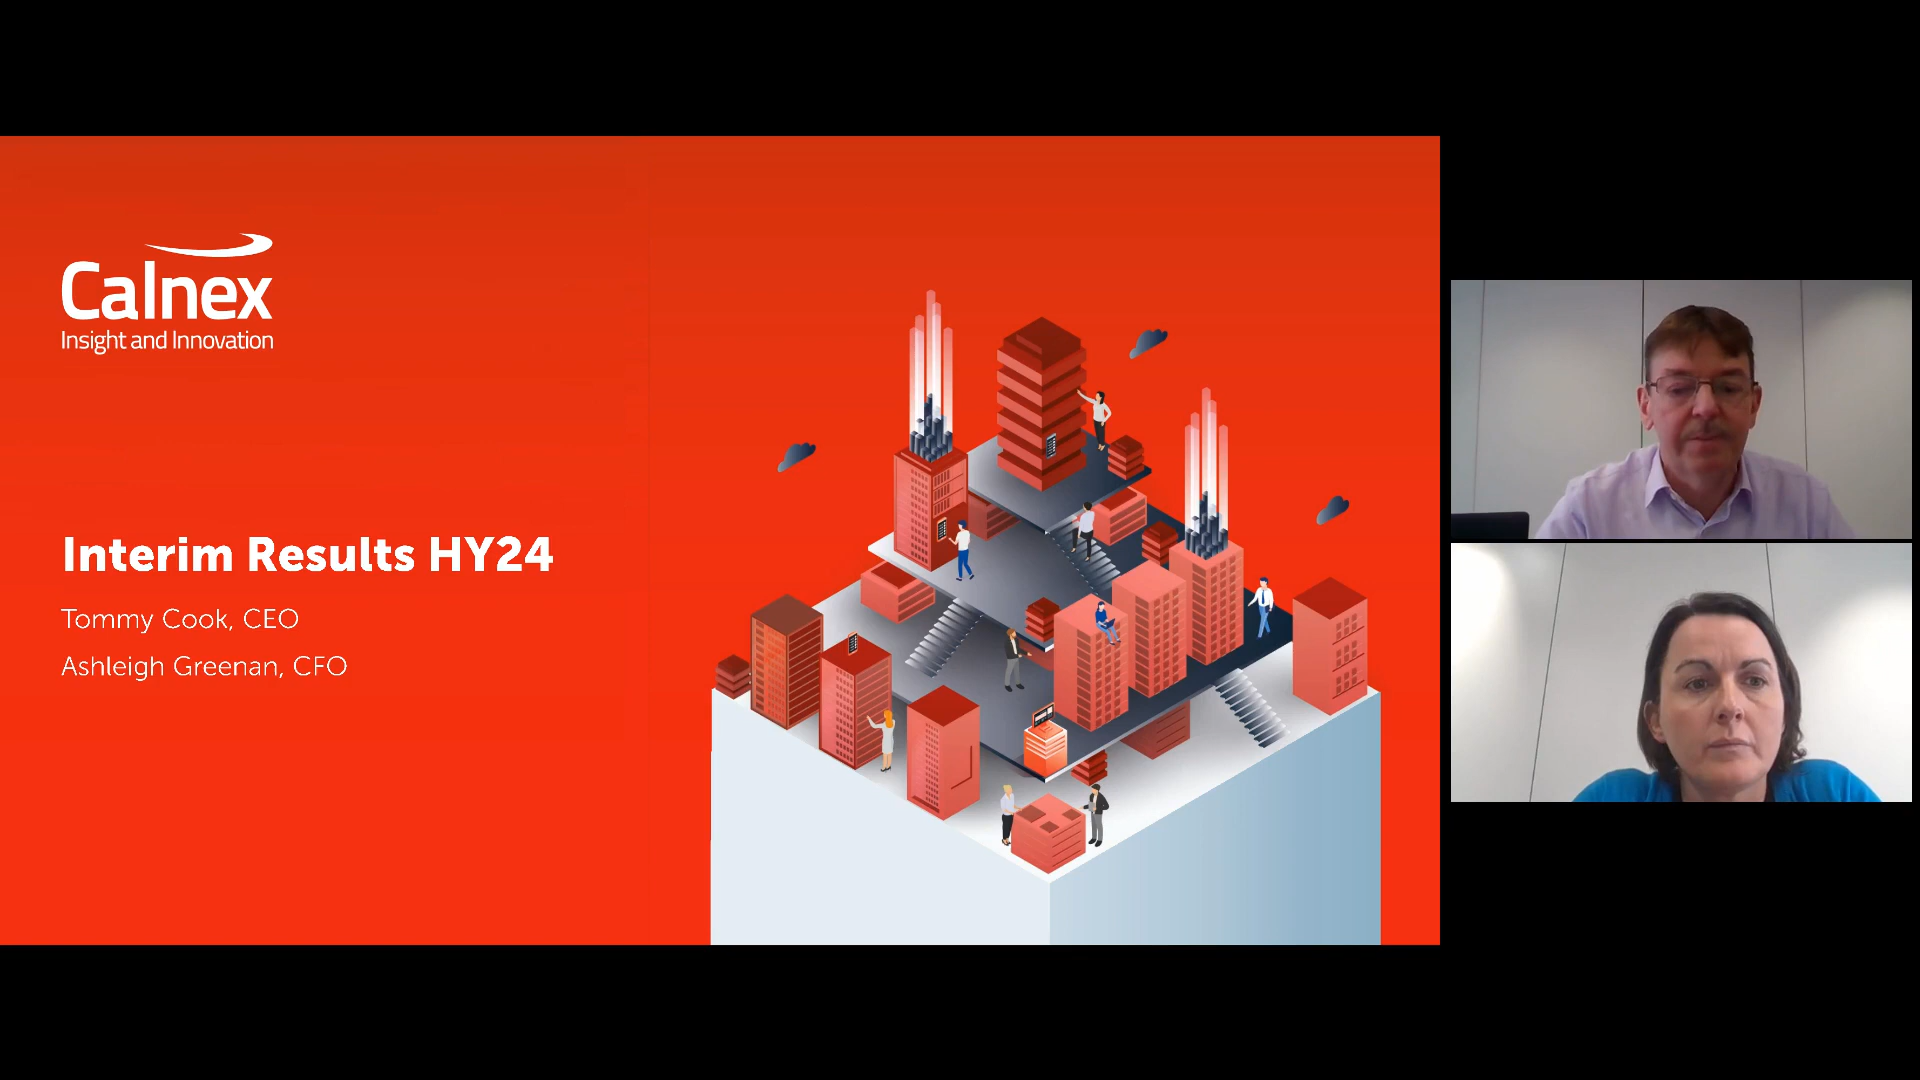 Calnex
Insight and Innovation
Interim Results HY24
Tommy Cook, CEO
Ashleigh Greenan, CFO